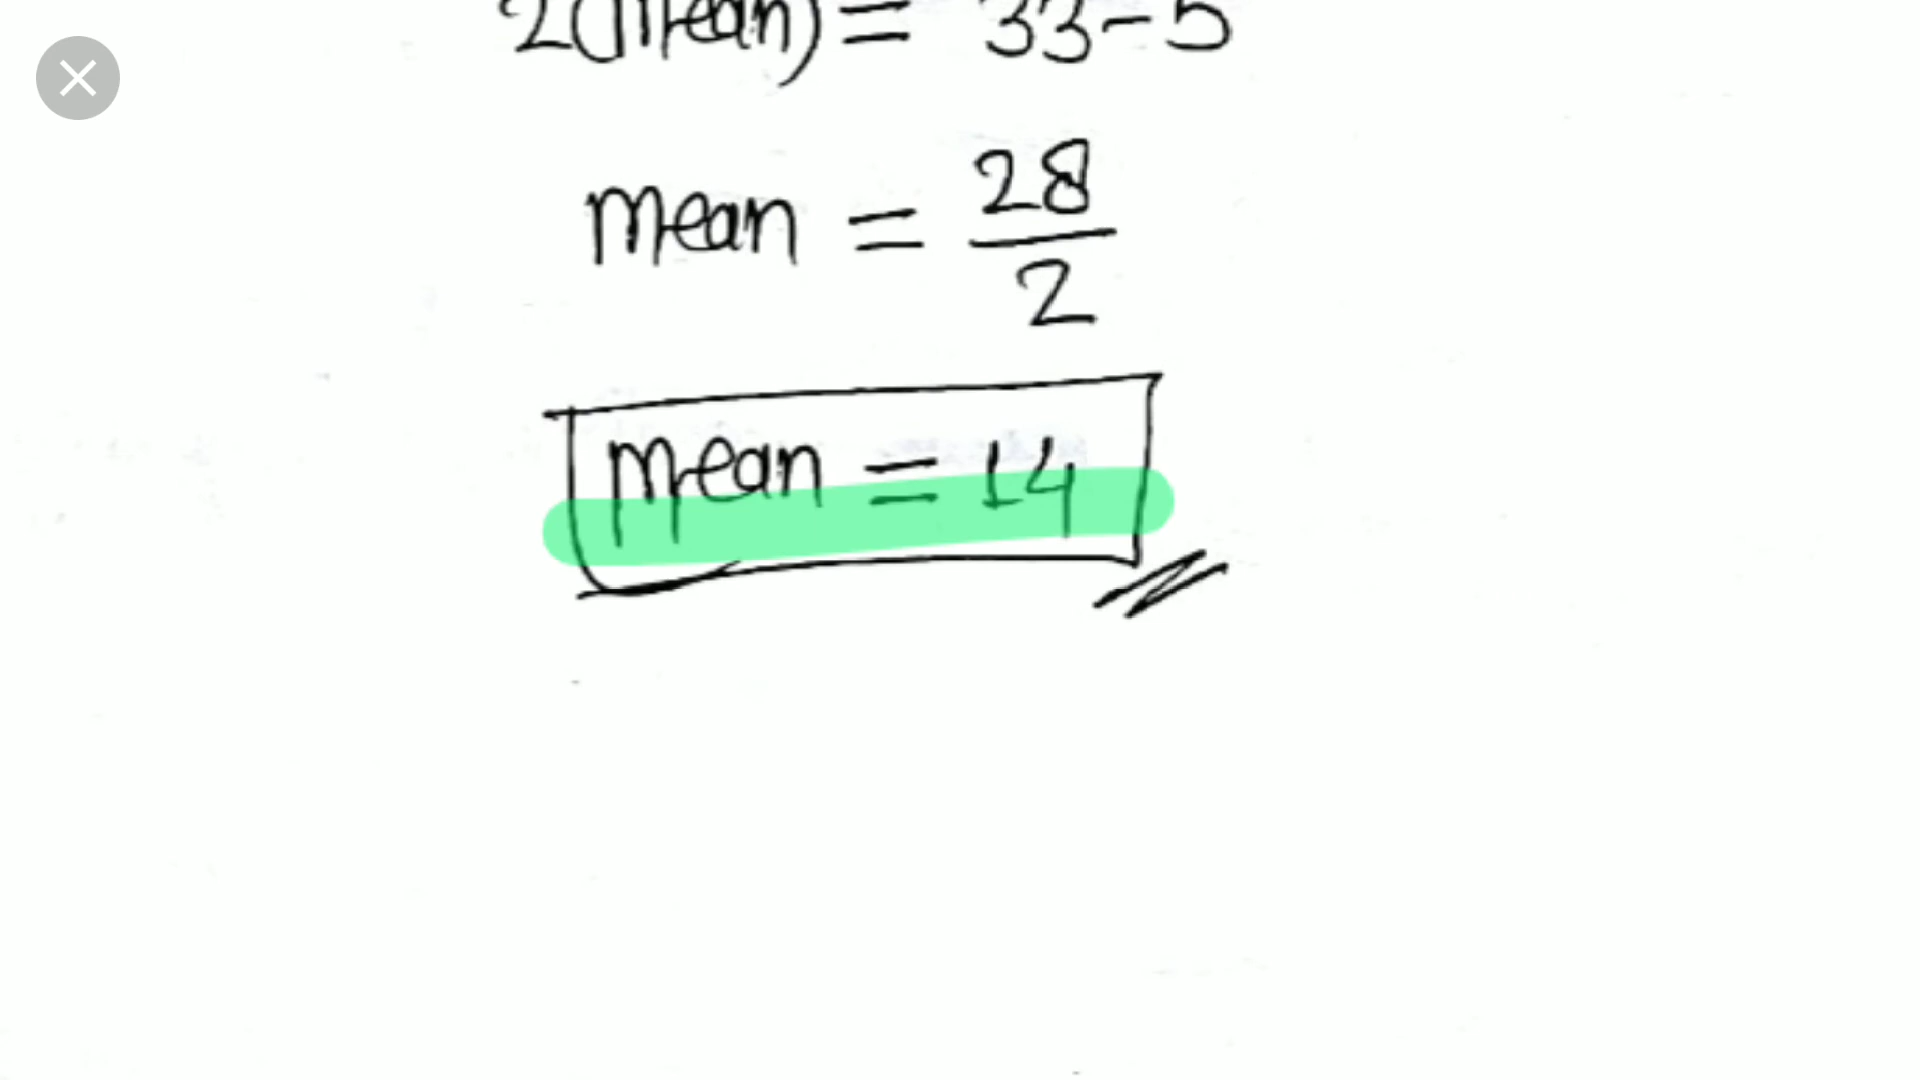 2(mean) = 33-5
mean = 28/2
mean = 14